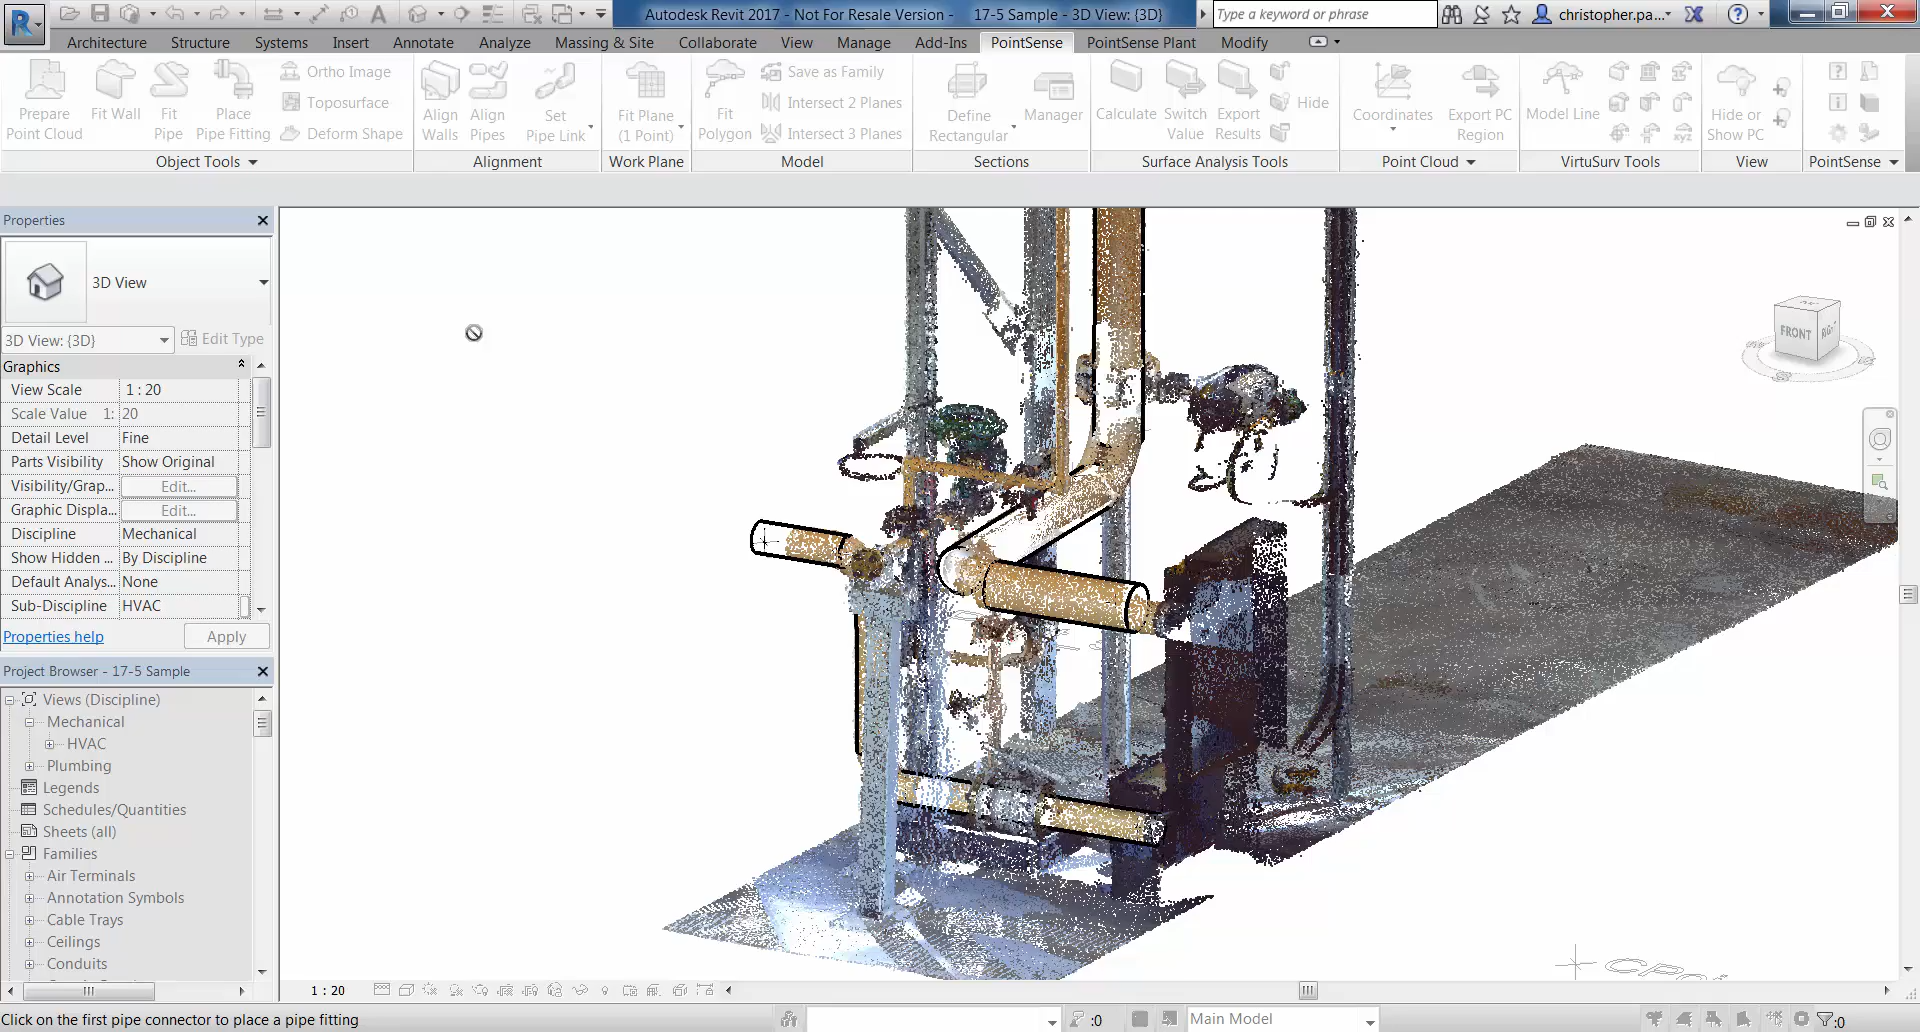 Autodesk Revit 2017 - Not For Resale Version - 17-5 Sample - 3D View: {3D}
Type a keyword or phrase
christopher.pa...
Architecture Structure Systems Insert Annotate Analyze Massing & Site Collaborate View Manage Add-Ins PointSense PointSense Plant Modify
Prepare Point Cloud
Fit Wall
Fit Pipe
Place Pipe Fitting
Ortho Image
Toposurface
Deform Shape
Align Walls
Align Pipes
Set Pipe Link
Fit Plane (1 Point)
Fit Polygon
Save as Family
Intersect 2 Planes
Intersect 3 Planes
Define Rectangular
Manager
Calculate
Switch Value
Export Results
Hide
Coordinates
Export PC Region
Model Line
Hide or Show PC
Object Tools Alignment Work Plane Model Sections Surface Analysis Tools Point Cloud VirtuSurv Tools View PointSense
Properties
3D View
3D View: {3D} Edit Type
Graphics
View Scale 1 : 20
Scale Value 1: 20
Detail Level Fine
Parts Visibility Show Original
Visibility/Grap... Edit...
Graphic Displa... Edit...
Discipline Mechanical
Show Hidden ... By Discipline
Default Analys... None
Sub-Discipline HVAC
Properties help Apply
Project Browser - 17-5 Sample
Views (Discipline)
Mechanical
HVAC
Plumbing
Legends
Schedules/Quantities
Sheets (all)
Families
Air Terminals
Annotation Symbols
Cable Trays
Ceilings
Conduits
FRONT
1 : 20
Click on the first pipe connector to place a pipe fitting
:0
Main Model
:0